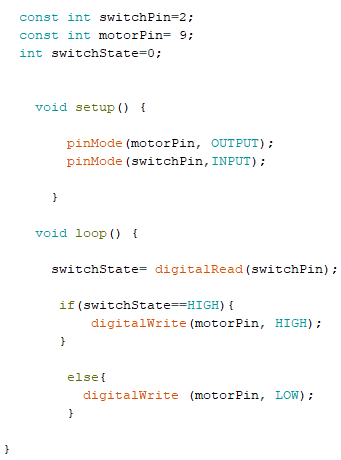 const int switchPin=2;
const int motorPin= 9;
int switchState=0;
void setup() {
pinMode(motorPin, OUTPUT);
pinMode(switchPin,INPUT);
}
void loop() {
switchState= digitalRead(switchPin);
if(switchState==HIGH){
digitalWrite(motorPin, HIGH);
}
else{
digitalWrite (motorPin, LOW);
}
}